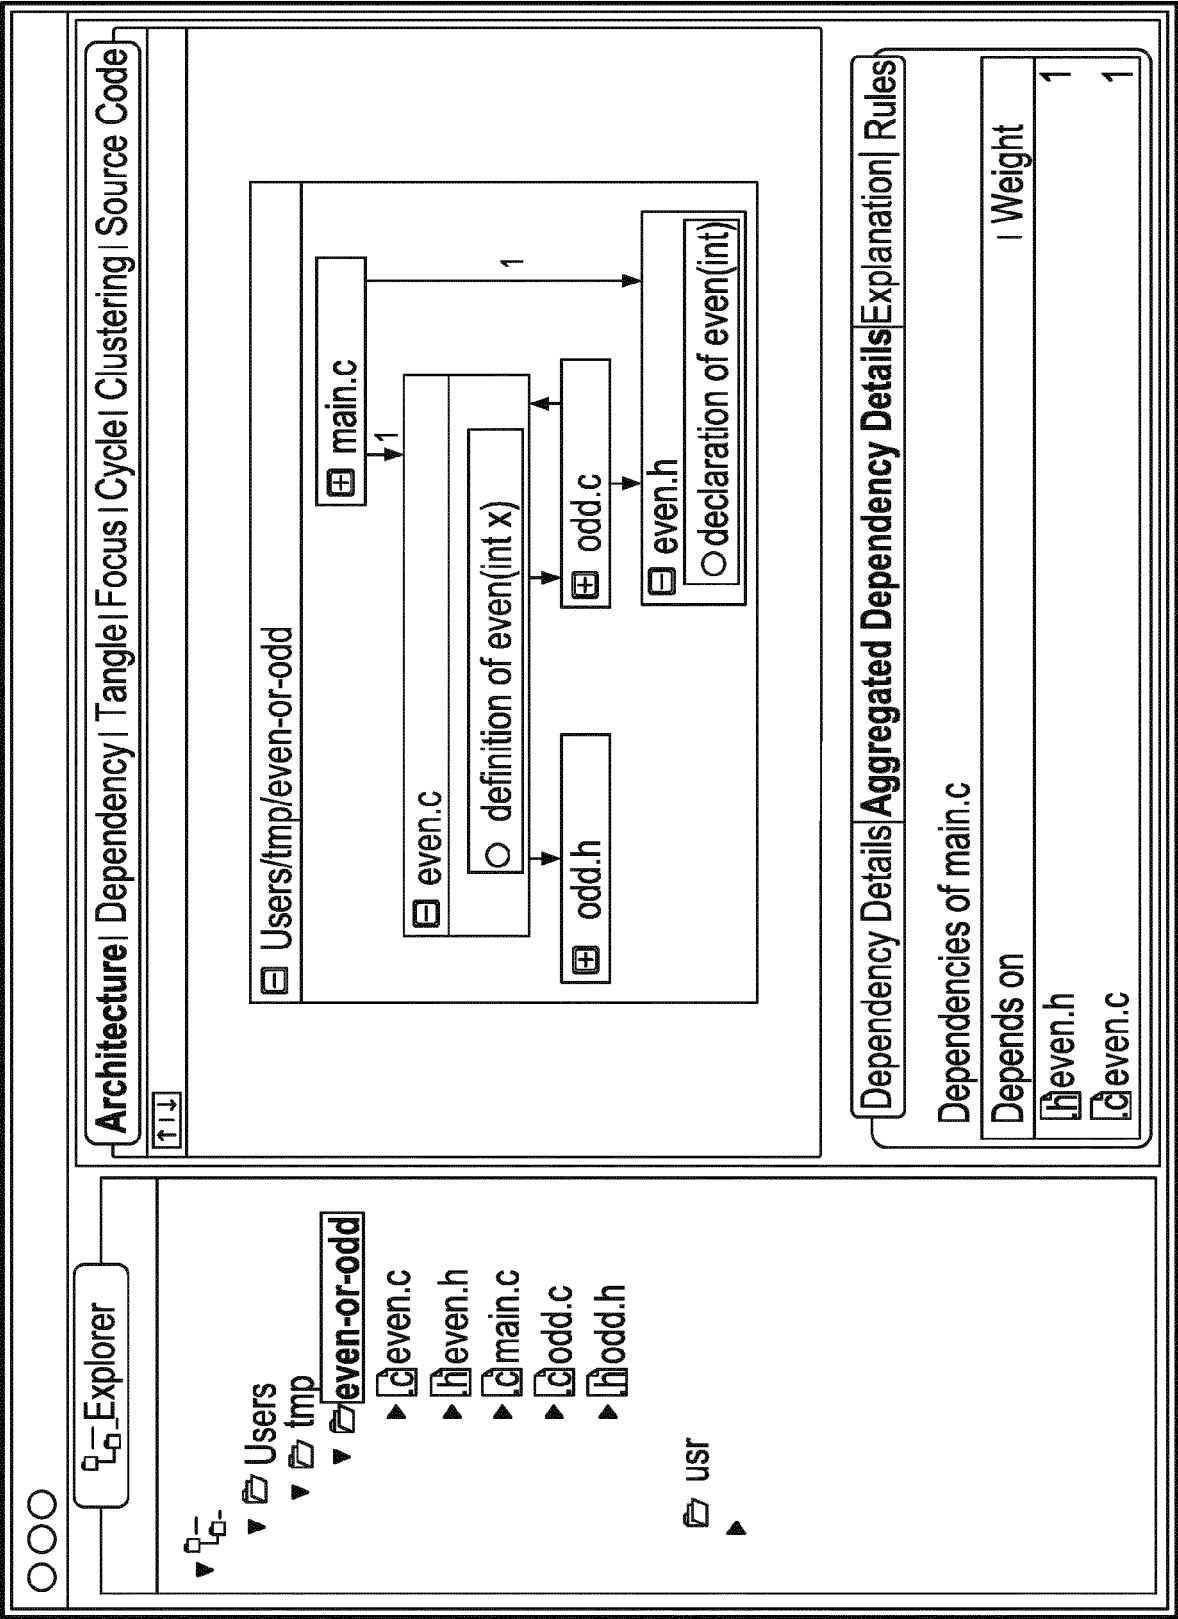 Explorer
Users
tmp
even-or-odd
.c even.c
.h even.h
.c main.c
.c odd.c
.h odd.h
usr
Architecture | Dependency | Tangle | Focus | Cycle | Clustering | Source Code
Users/tmp/even-or-odd
main.c
1
1
even.c
definition of even(int x)
odd.h
odd.c
even.h
declaration of even(int)
Dependency Details | Aggregated Dependency Details | Explanation | Rules
Dependencies of main.c
Depends on | Weight
.h even.h 1
.c even.c 1